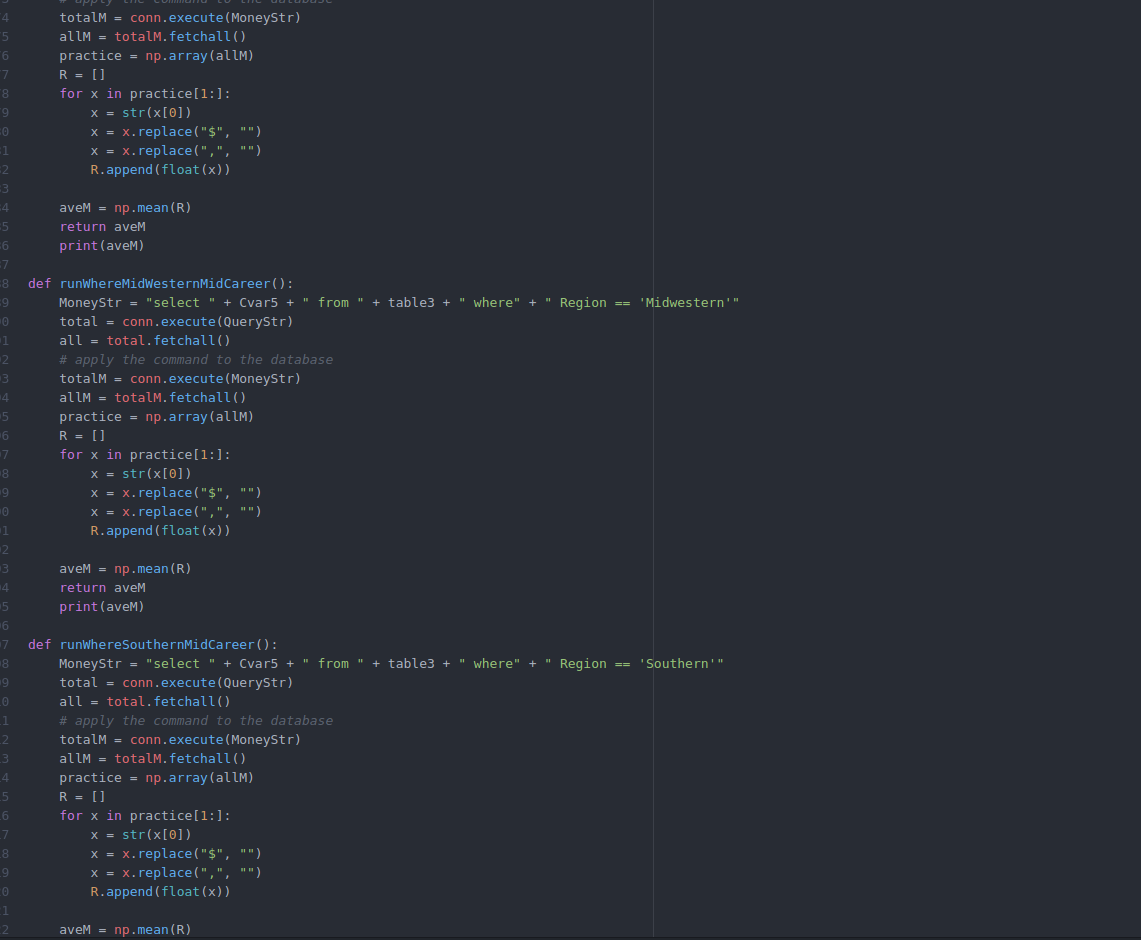 # apply the command to the database
4 totalM = conn.execute(MoneyStr)
5 allM = totalM.fetchall()
6 practice = np.array(allM)
7 R = []
8 for x in practice[1:]:
9 x = str(x[0])
0 x = x.replace("$", "")
1 x = x.replace(",", "")
2 R.append(float(x))
3
4 aveM = np.mean(R)
5 return aveM
6 print(aveM)
7
8 def runWhereMidWesternMidCareer():
9 MoneyStr = "select " + Cvar5 + " from " + table3 + " where" + " Region == 'Midwestern'"
0 total = conn.execute(QueryStr)
1 all = total.fetchall()
2 # apply the command to the database
3 totalM = conn.execute(MoneyStr)
4 allM = totalM.fetchall()
5 practice = np.array(allM)
6 R = []
7 for x in practice[1:]:
8 x = str(x[0])
9 x = x.replace("$", "")
0 x = x.replace(",", "")
1 R.append(float(x))
2
3 aveM = np.mean(R)
4 return aveM
5 print(aveM)
6
7 def runWhereSouthernMidCareer():
8 MoneyStr = "select " + Cvar5 + " from " + table3 + " where" + " Region == 'Southern'"
9 total = conn.execute(QueryStr)
0 all = total.fetchall()
1 # apply the command to the database
2 totalM = conn.execute(MoneyStr)
3 allM = totalM.fetchall()
4 practice = np.array(allM)
5 R = []
6 for x in practice[1:]:
7 x = str(x[0])
8 x = x.replace("$", "")
9 x = x.replace(",", "")
0 R.append(float(x))
1
2 aveM = np.mean(R)